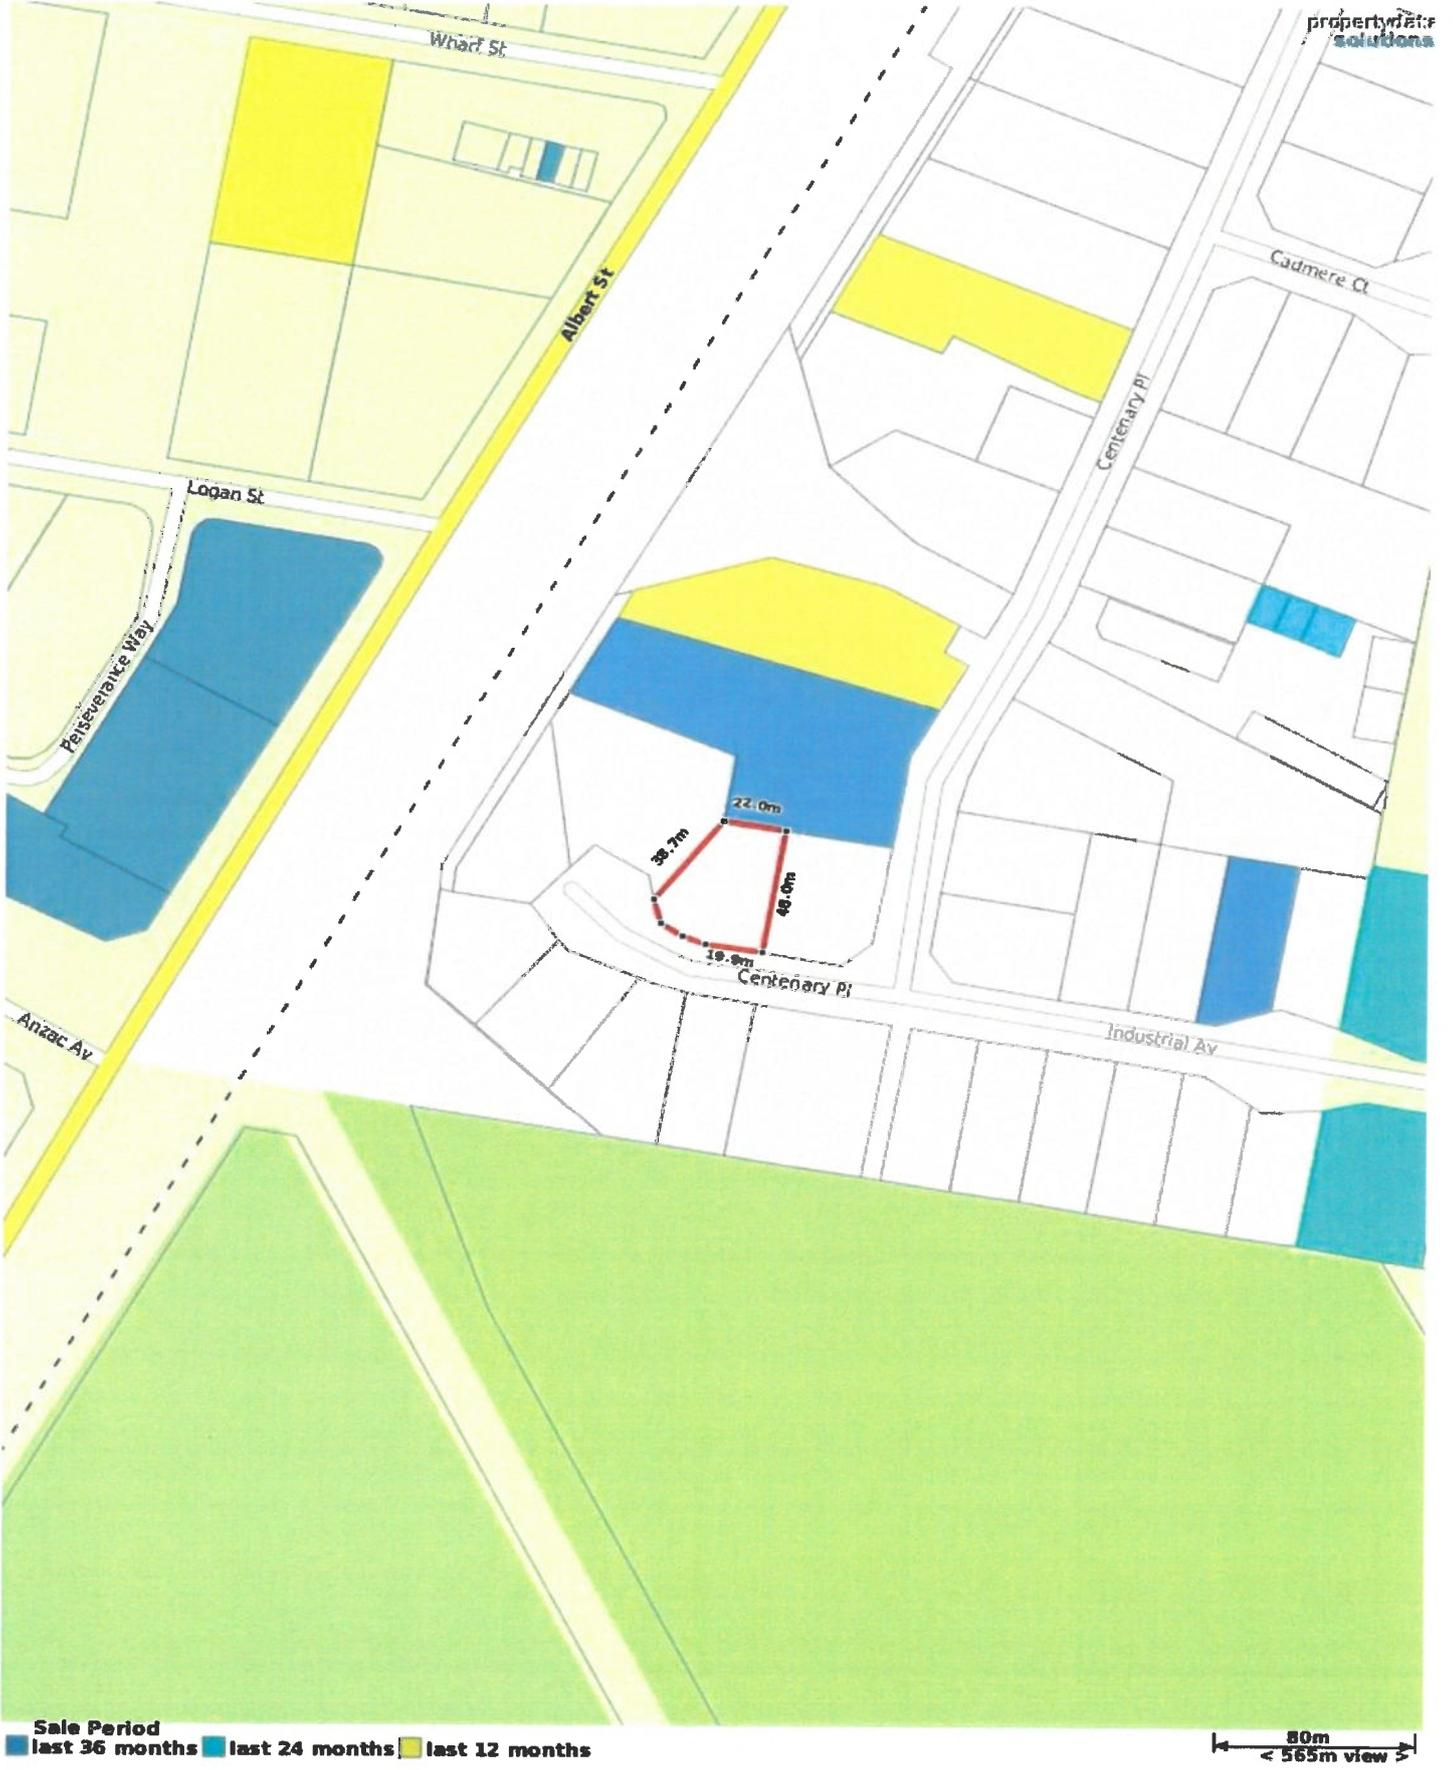 propertydata
solutions
Wharf St
Cadmere Ct
Albert St
Centenary Pl
Logan St
Perseverance Way
22.0m
38.7m
48.0m
19.9m
Centenary Pl
Anzac Av
Industrial Av
Sale Period
last 36 months
last 24 months
last 12 months
80m
< 565m view >